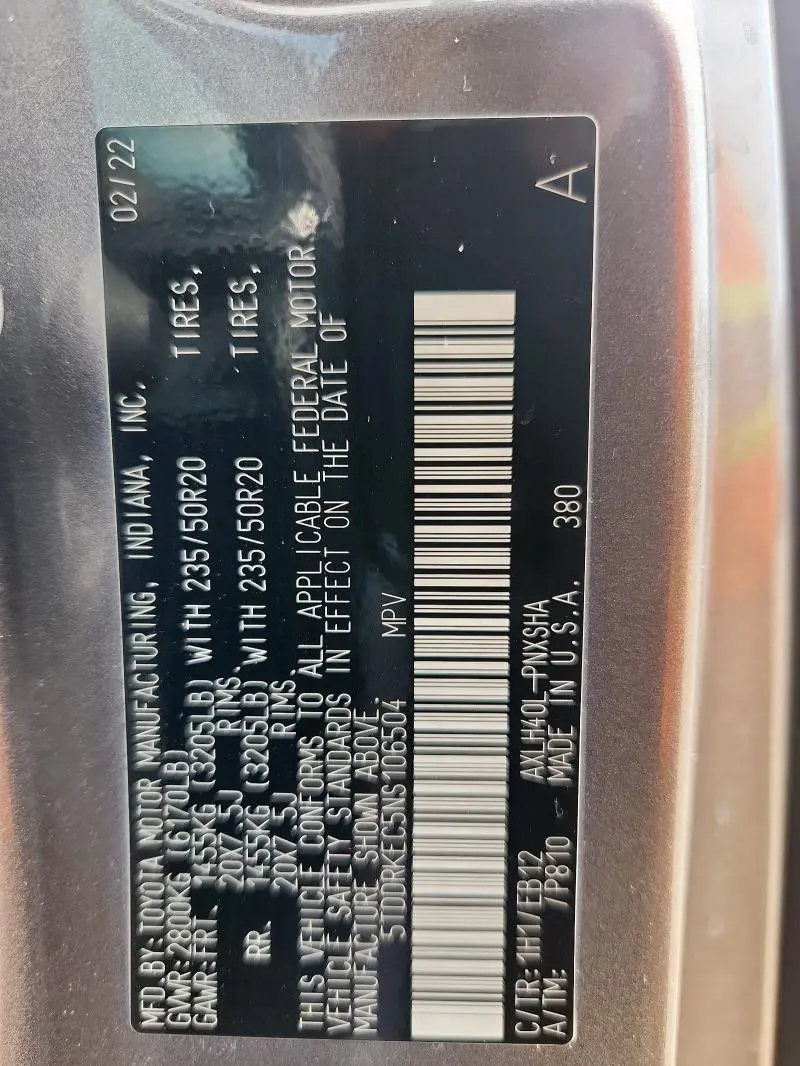 MFD. BY: TOYOTA MOTOR MANUFACTURING, INDIANA, INC. 02/22
GVWR: 2800KG (6170LB)
GAWR: FRT. 1455KG (3205LB) WITH 235/50R20 TIRES,
20X7.5J RIMS.
RR. 1455KG (3205LB) WITH 235/50R20 TIRES,
20X7.5J RIMS.
THIS VEHICLE CONFORMS TO ALL APPLICABLE FEDERAL MOTOR
VEHICLE SAFETY STANDARDS IN EFFECT ON THE DATE OF
MANUFACTURE SHOWN ABOVE.
5TDDRKEC5NS106504 MPV
C/TR: 1H1/EB12 AXLH40L-PNXSHA
A/TM: /P810 MADE IN U.S.A. 380 A